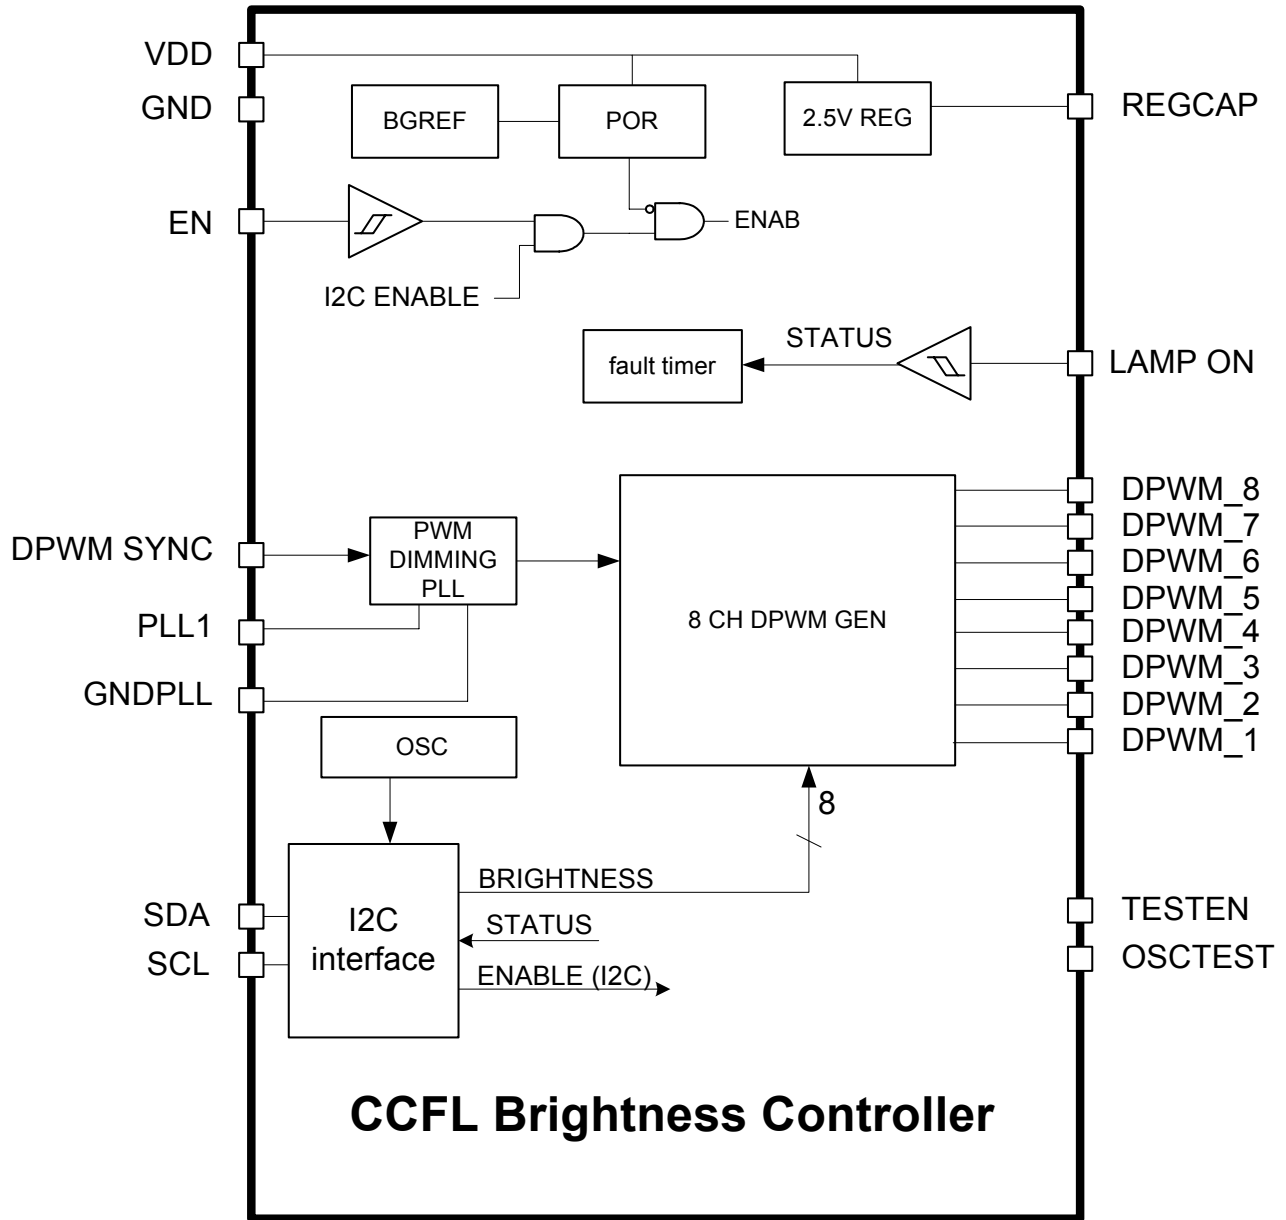 VDD
GND
BGREF
POR
2.5V REG
REGCAP
EN
ENAB
I2C ENABLE
STATUS
fault timer
LAMP ON
DPWM_8
DPWM_7
DPWM_6
DPWM_5
DPWM_4
DPWM_3
DPWM_2
DPWM_1
DPWM SYNC
PWM
DIMMING
PLL
8 CH DPWM GEN
PLL1
GNDPLL
OSC
8
BRIGHTNESS
SDA
SCL
I2C
interface
STATUS
ENABLE (I2C)
TESTEN
OSCTEST
CCFL Brightness Controller